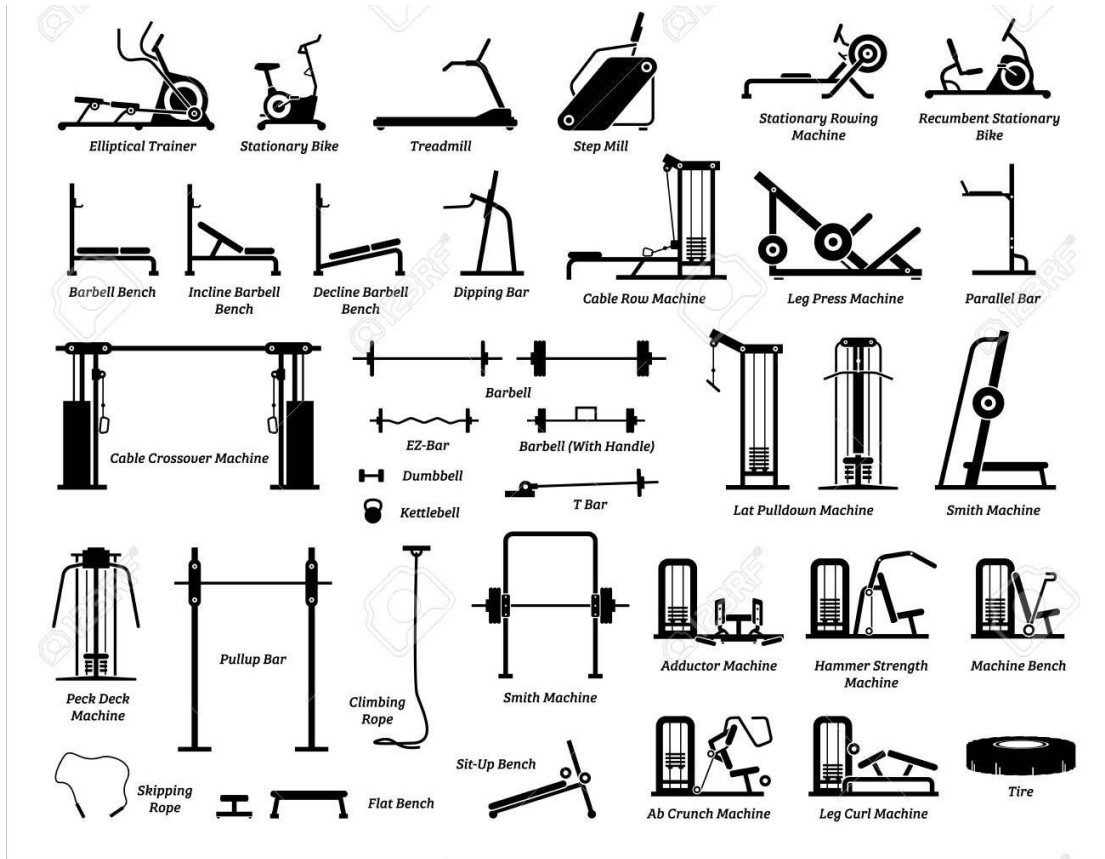 Elliptical Trainer
Stationary Bike
Treadmill
Step Mill
Stationary Rowing
Machine
Recumbent Stationary
Bike
Barbell Bench
Incline Barbell
Bench
Decline Barbell
Bench
Dipping Bar
Cable Row Machine
Leg Press Machine
Parallel Bar
Cable Crossover Machine
Barbell
EZ-Bar
Barbell (With Handle)
Dumbbell
T Bar
Kettlebell
Lat Pulldown Machine
Smith Machine
Peck Deck
Machine
Pullup Bar
Climbing
Rope
Smith Machine
Adductor Machine
Hammer Strength
Machine
Machine Bench
Skipping
Rope
Flat Bench
Sit-Up Bench
Ab Crunch Machine
Leg Curl Machine
Tire
123RF